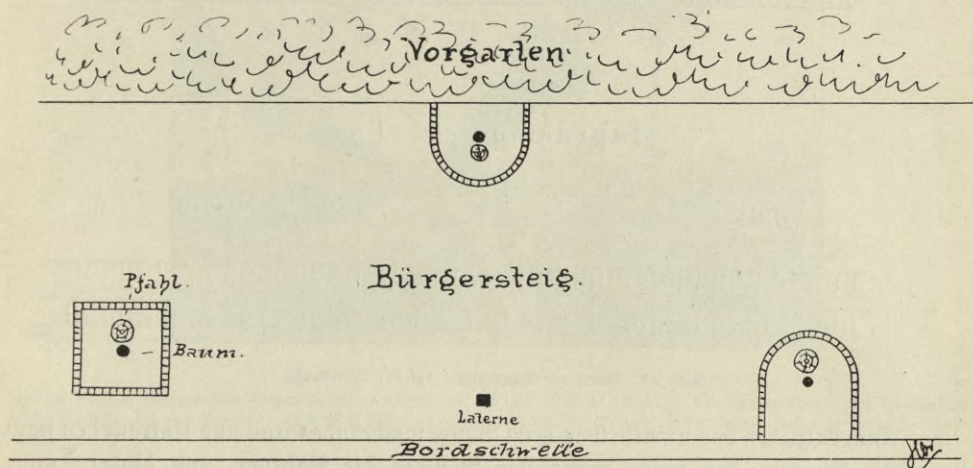 Vorgarten.
Bürgersteig.
Pfahl.
Baum.
Laterne
Bordschwelle